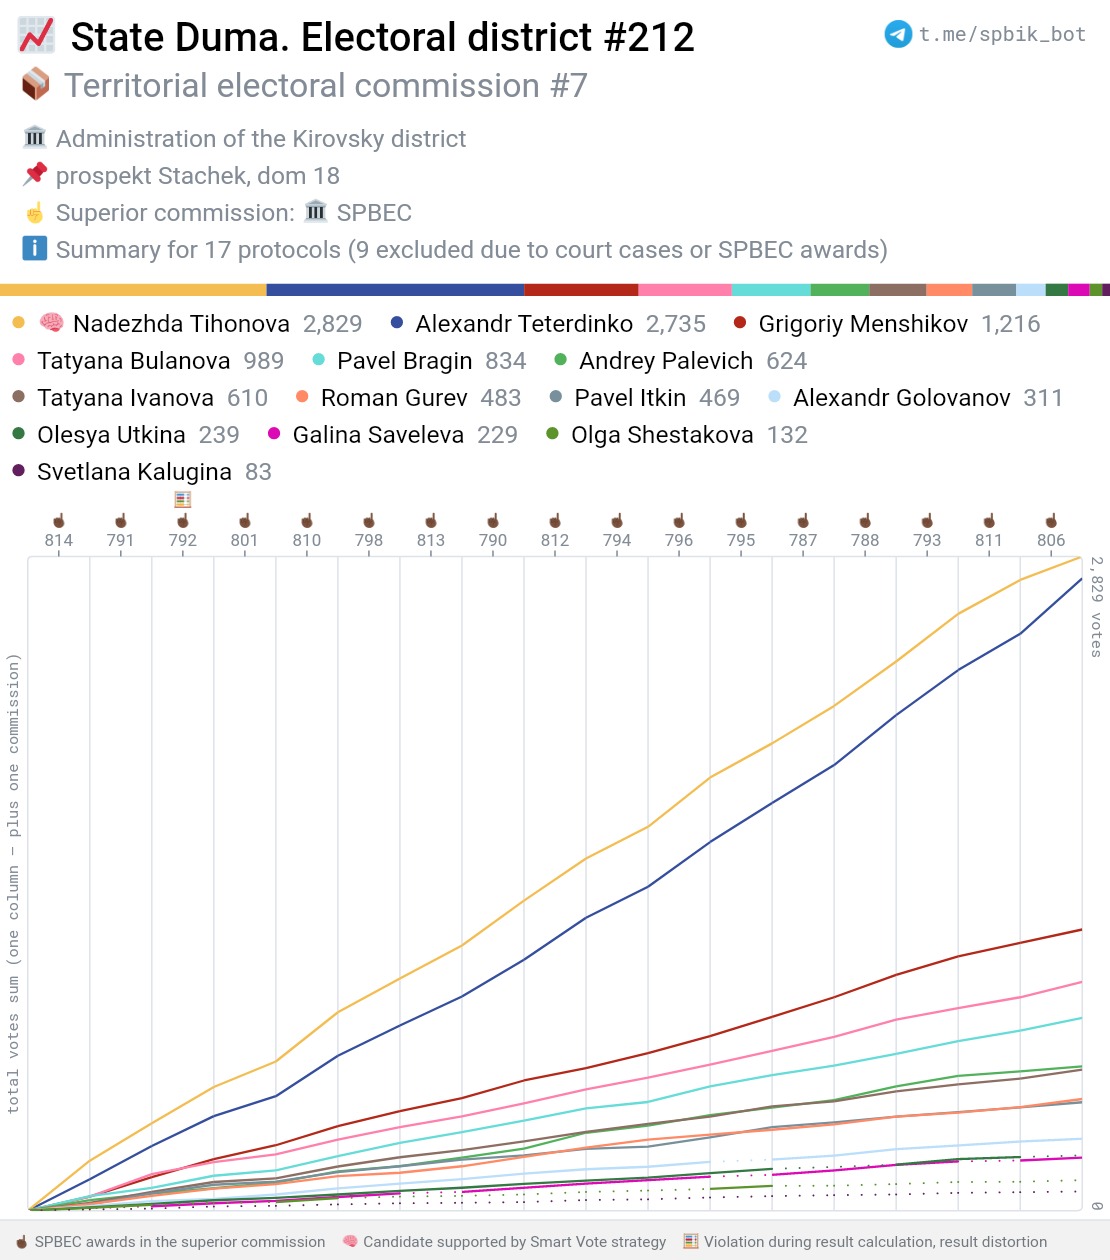 State Duma. Electoral district #212
t.me/spbik_bot
Territorial electoral commission #7
Administration of the Kirovsky district
prospekt Stachek, dom 18
Superior commission: SPBEC
Summary for 17 protocols (9 excluded due to court cases or SPBEC awards)
Nadezhda Tihonova 2,829 Alexandr Teterdinko 2,735 Grigoriy Menshikov 1,216
Tatyana Bulanova 989 Pavel Bragin 834 Andrey Palevich 624
Tatyana Ivanova 610 Roman Gurev 483 Pavel Itkin 469 Alexandr Golovanov 311
Olesya Utkina 239 Galina Saveleva 229 Olga Shestakova 132
Svetlana Kalugina 83
814 791 792 801 810 798 813 790 812 794 796 795 787 788 793 811 806
2,829 votes
total votes sum (one column — plus one commission)
0
SPBEC awards in the superior commission Candidate supported by Smart Vote strategy Violation during result calculation, result distortion